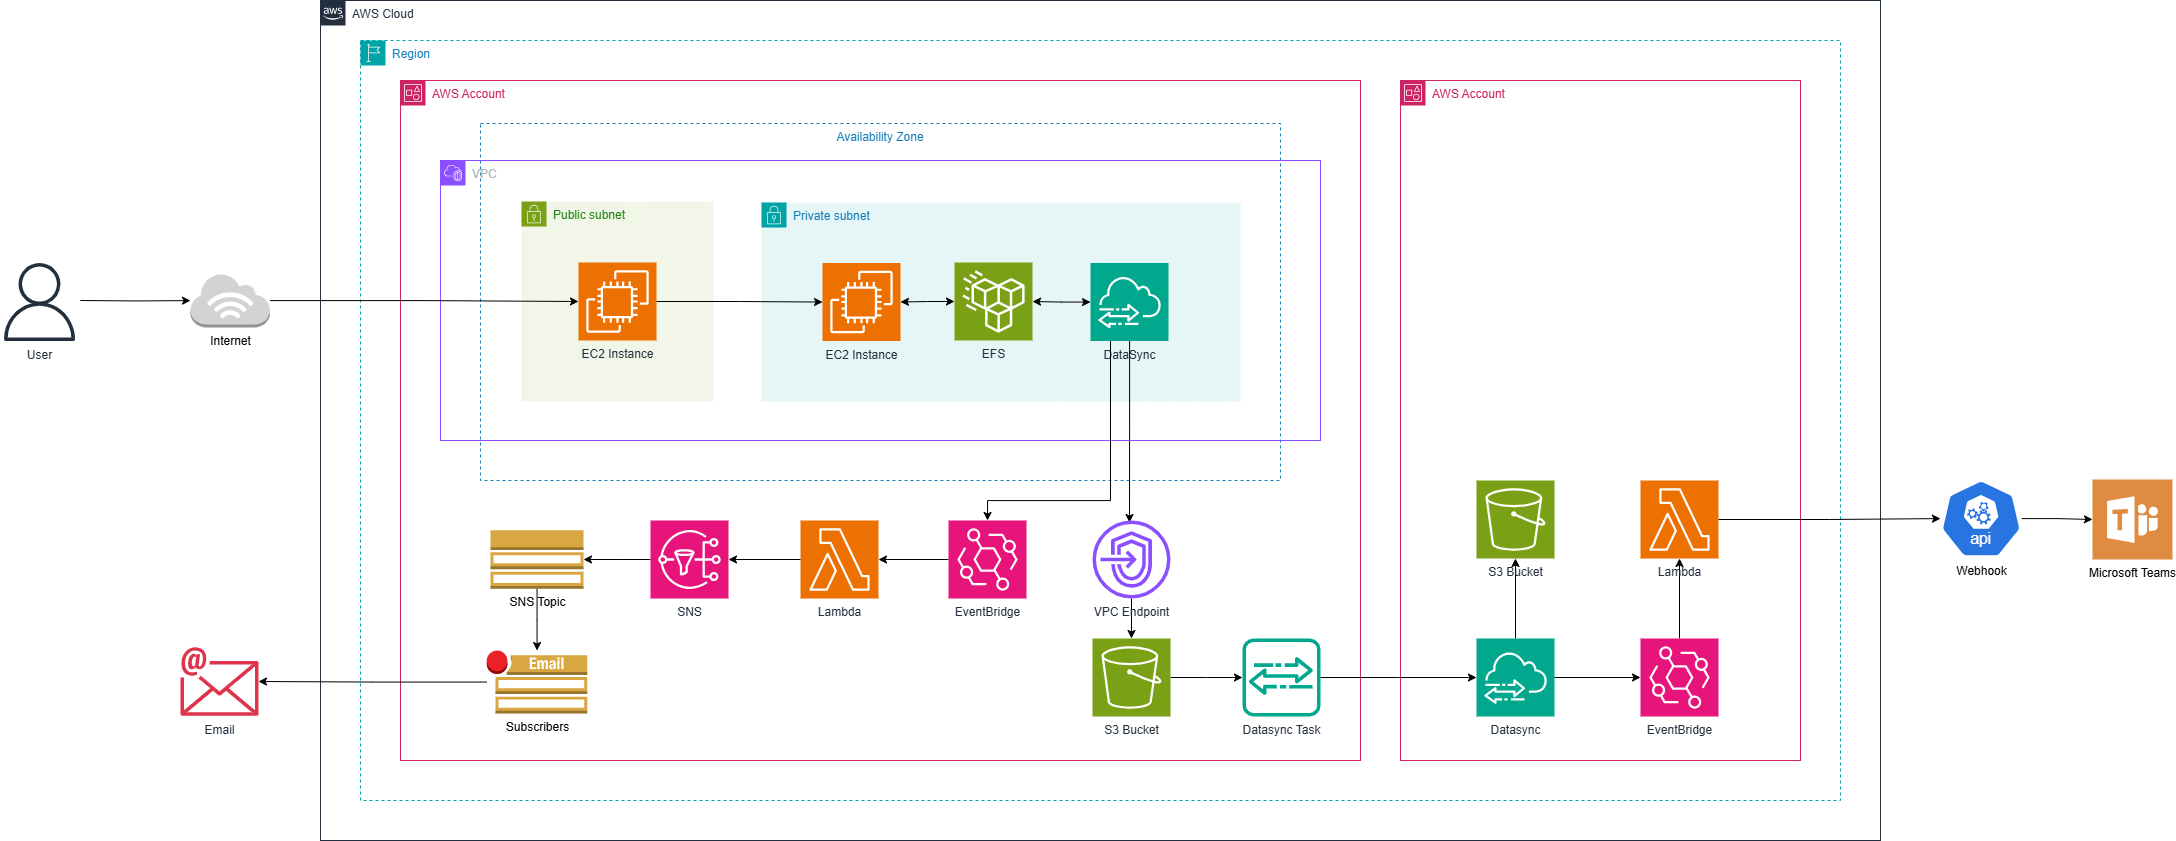 aws
AWS Cloud
Region
AWS Account
AWS Account
Availability Zone
VPC
Public subnet
Private subnet
User
Internet
EC2 Instance
EC2 Instance
EFS
DataSync
SNS Topic
SNS
Lambda
EventBridge
VPC Endpoint
S3 Bucket
Lambda
api
Webhook
T
Microsoft Teams
@
Email
Email
Subscribers
S3 Bucket
Datasync Task
Datasync
EventBridge